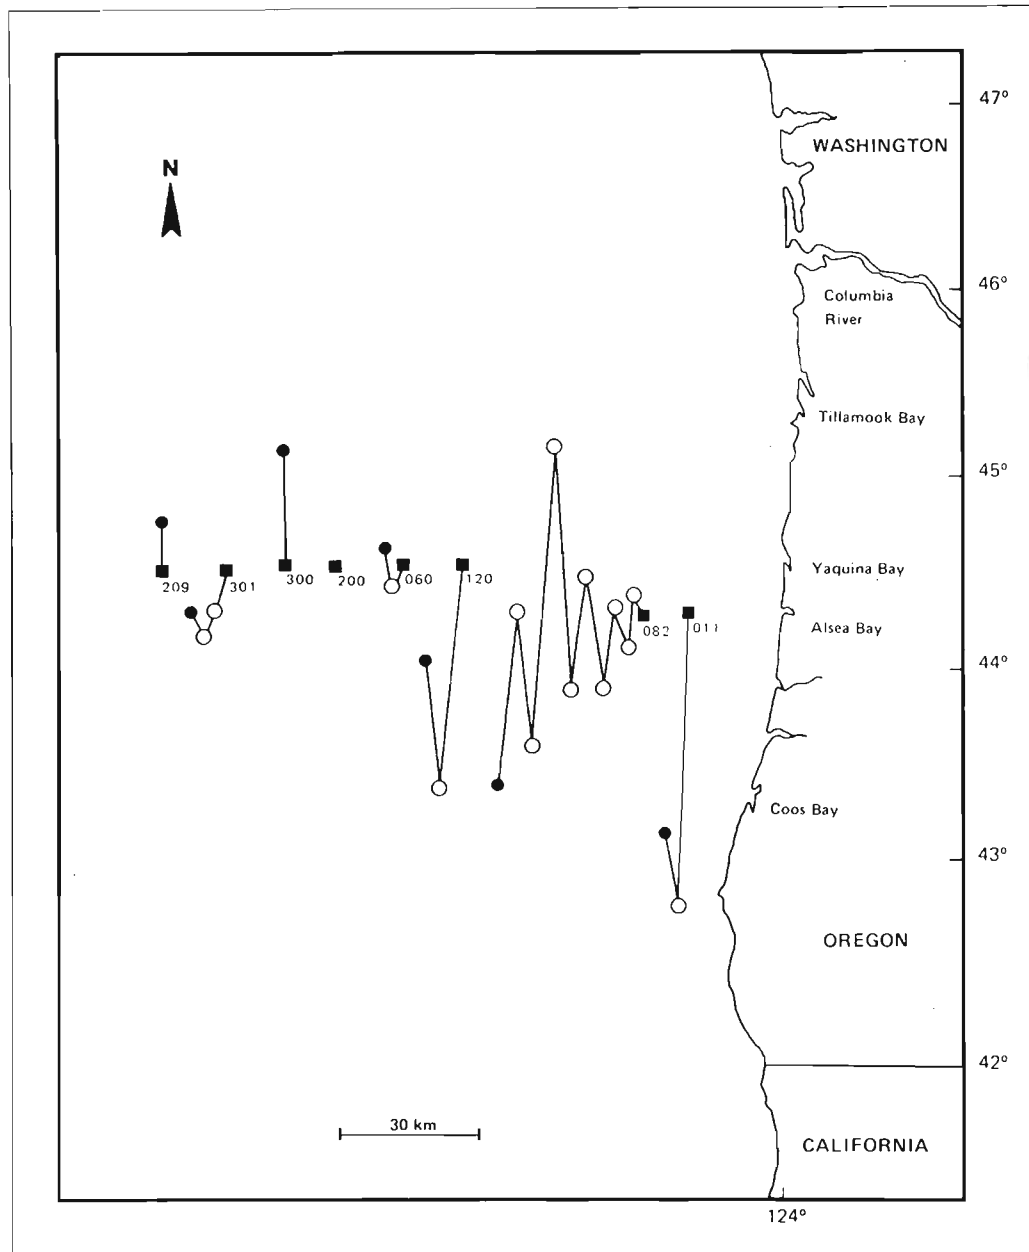 47°
WASHINGTON
N
46°
Columbia
River
Tillamook Bay
45°
Yaquina Bay
209
301
300
200
060
120
082
011
Alsea Bay
44°
Coos Bay
43°
OREGON
42°
30 km
CALIFORNIA
124°